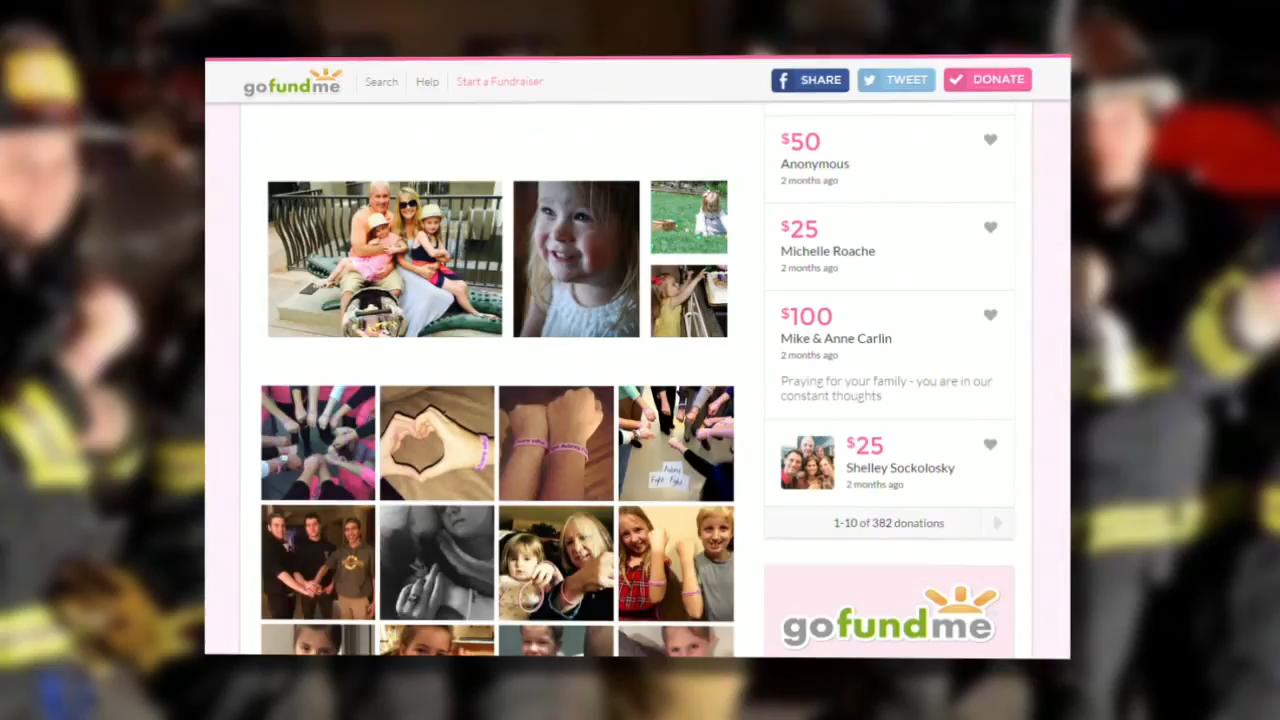 gofundme
Search
Help
Start a Fundraiser
SHARE
TWEET
DONATE
$50
Anonymous
2 months ago
$25
Michelle Roache
2 months ago
$100
Mike & Anne Carlin
2 months ago
Praying for your family - you are in our
constant thoughts
$25
Shelley Sockolosky
2 months ago
1-10 of 382 donations
gofundme
Fight